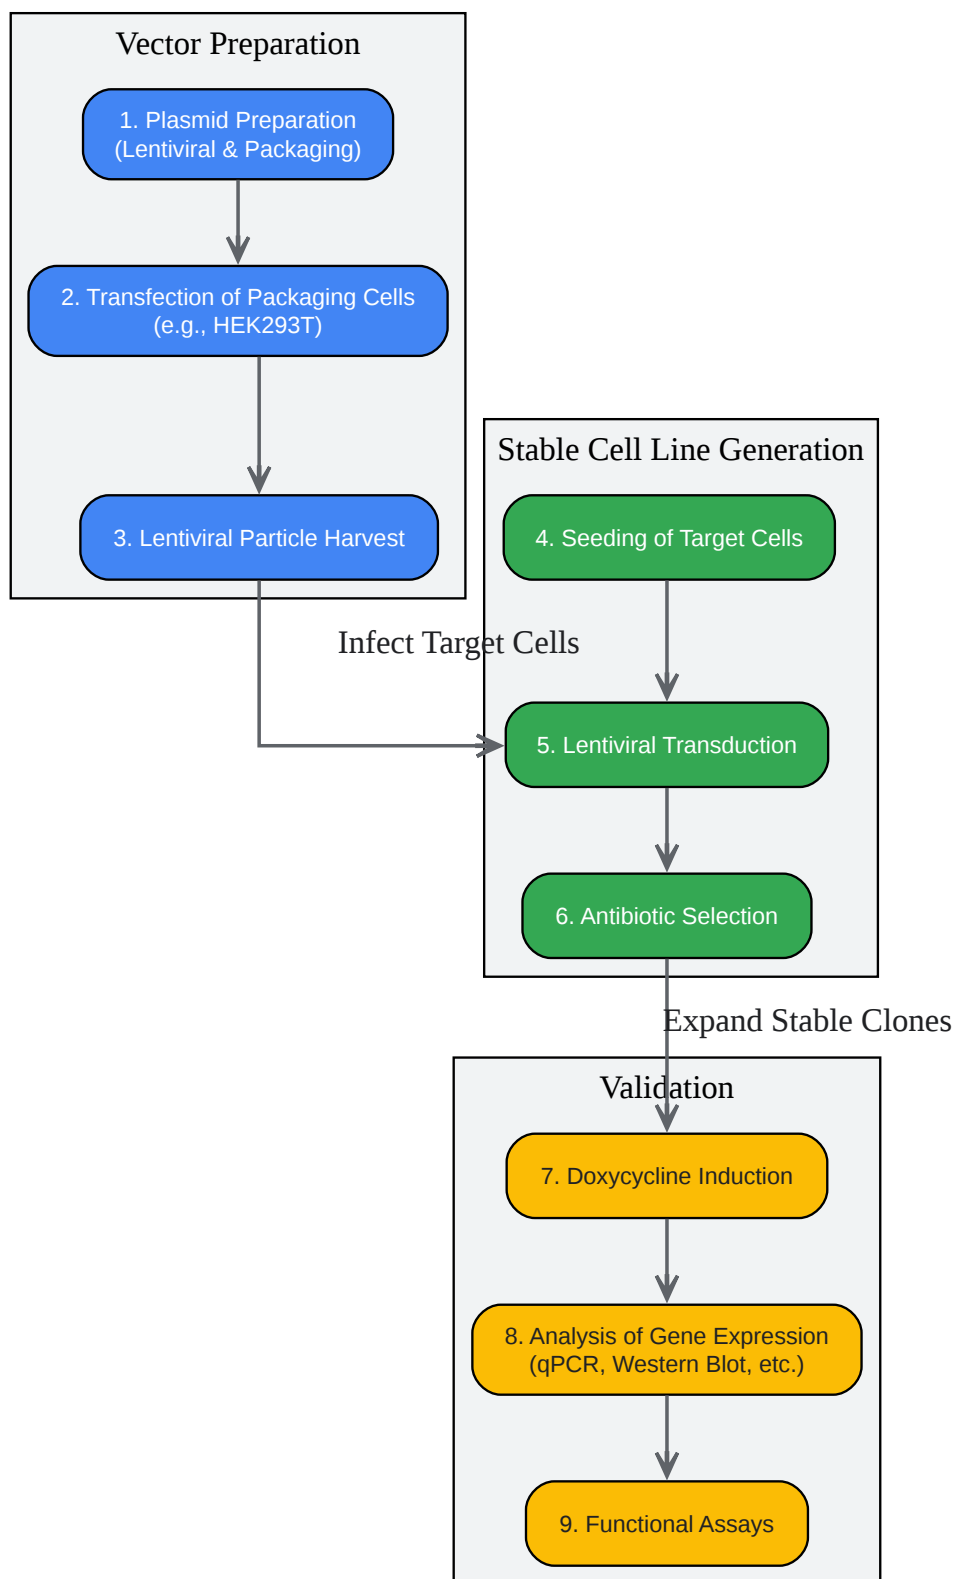 Vector Preparation
1. Plasmid Preparation
(Lentiviral & Packaging)
2. Transfection of Packaging Cells
(e.g., HEK293T)
3. Lentiviral Particle Harvest
Stable Cell Line Generation
4. Seeding of Target Cells
Infect Target Cells
5. Lentiviral Transduction
6. Antibiotic Selection
Expand Stable Clones
Validation
7. Doxycycline Induction
8. Analysis of Gene Expression
(qPCR, Western Blot, etc.)
9. Functional Assays